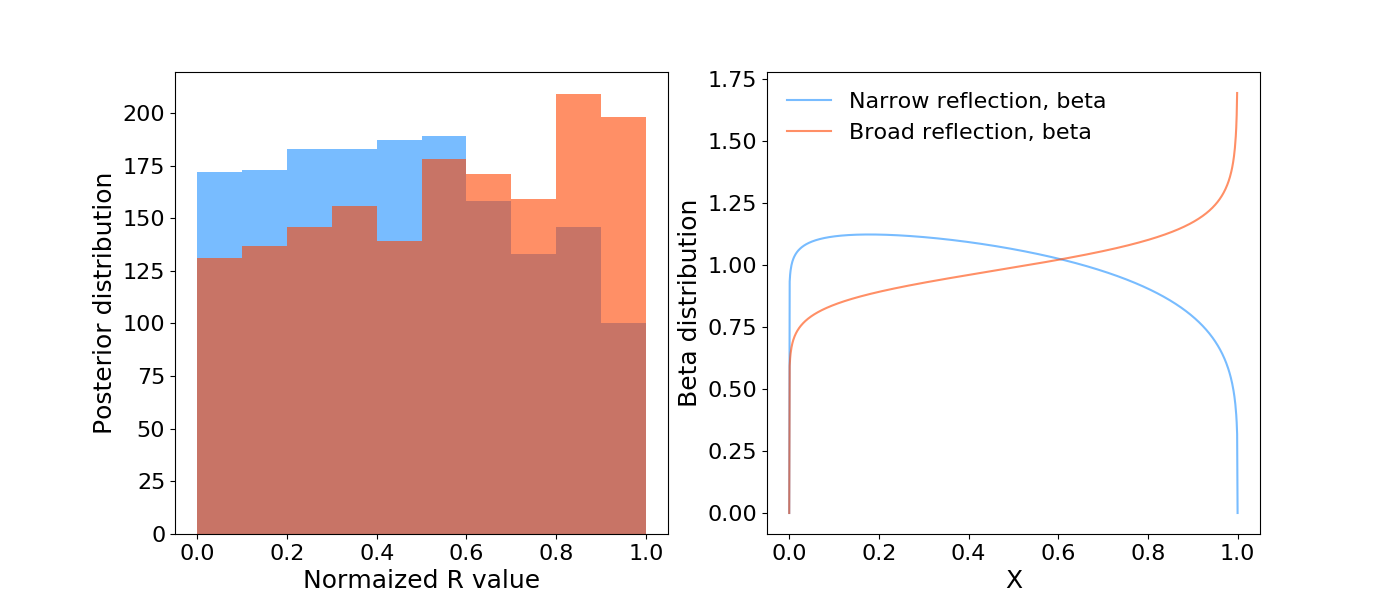 Posterior distribution
200
175
150
125
100
75
50
25
0
0.0 0.2 0.4 0.6 0.8 1.0
Normaized R value
Beta distribution
1.75
1.50
1.25
1.00
0.75
0.50
0.25
0.00
Narrow reflection, beta
Broad reflection, beta
0.0 0.2 0.4 0.6 0.8 1.0
X